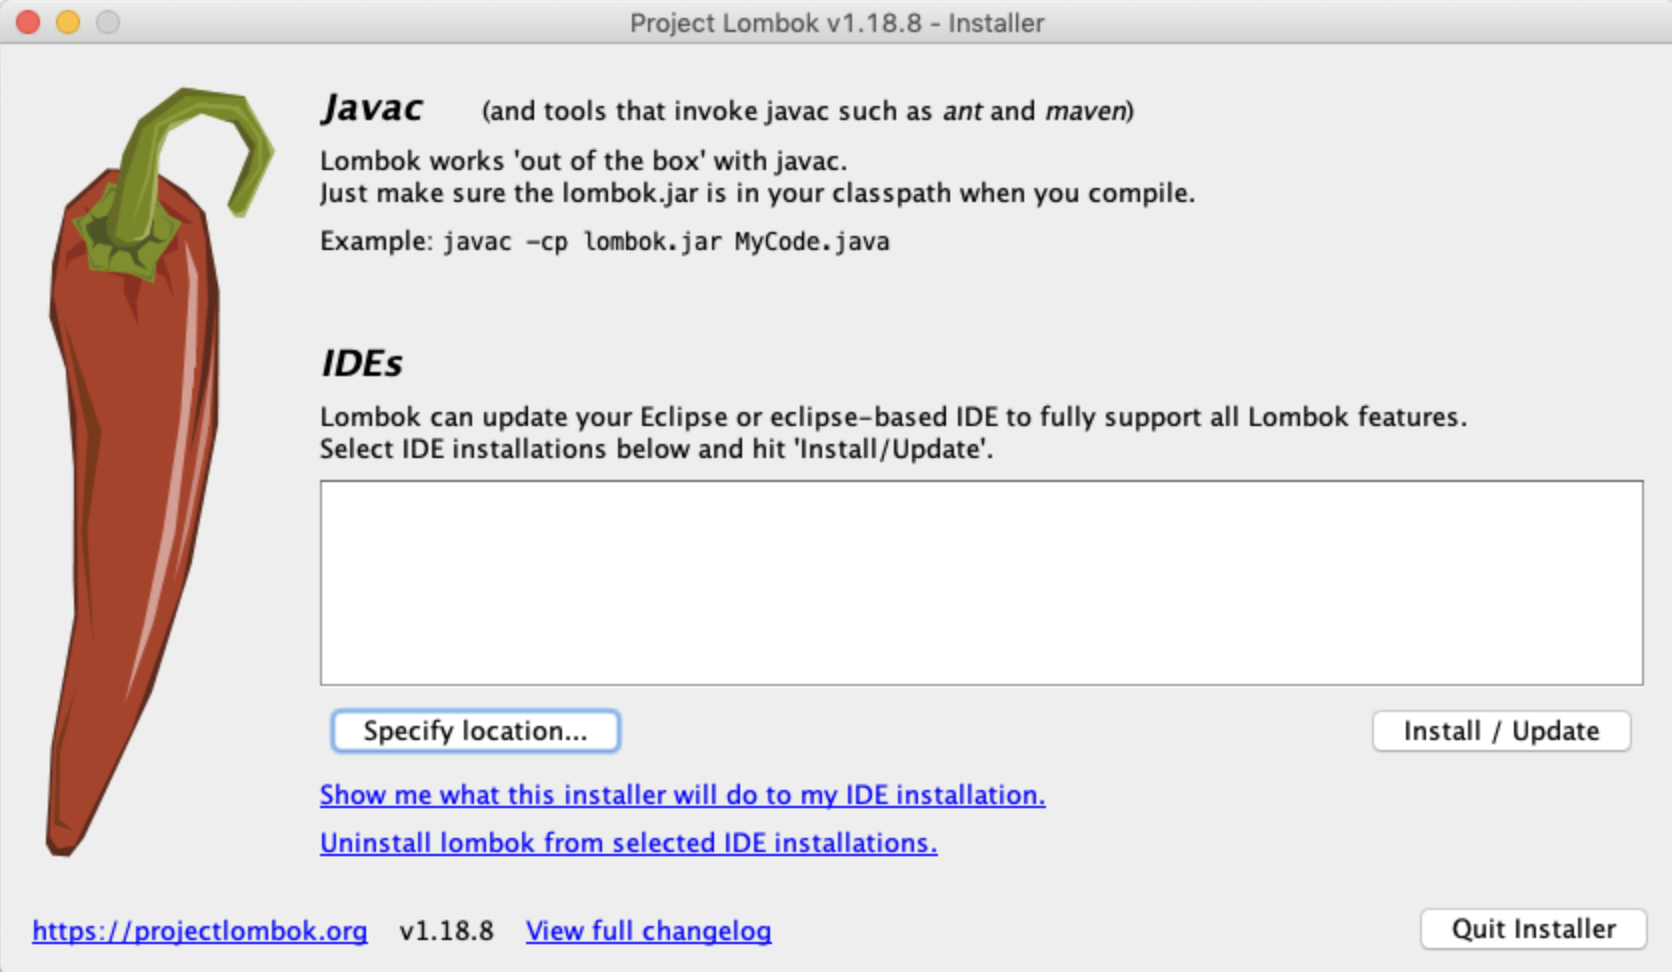 Project Lombok v1.18.8 - Installer
Javac (and tools that invoke javac such as ant and maven)
Lombok works 'out of the box' with javac.
Just make sure the lombok.jar is in your classpath when you compile.
Example: javac -cp lombok.jar MyCode.java
IDEs
Lombok can update your Eclipse or eclipse-based IDE to fully support all Lombok features.
Select IDE installations below and hit 'Install/Update'.
Specify location... Install / Update
Show me what this installer will do to my IDE installation.
Uninstall lombok from selected IDE installations.
https://projectlombok.org v1.18.8 View full changelog Quit Installer